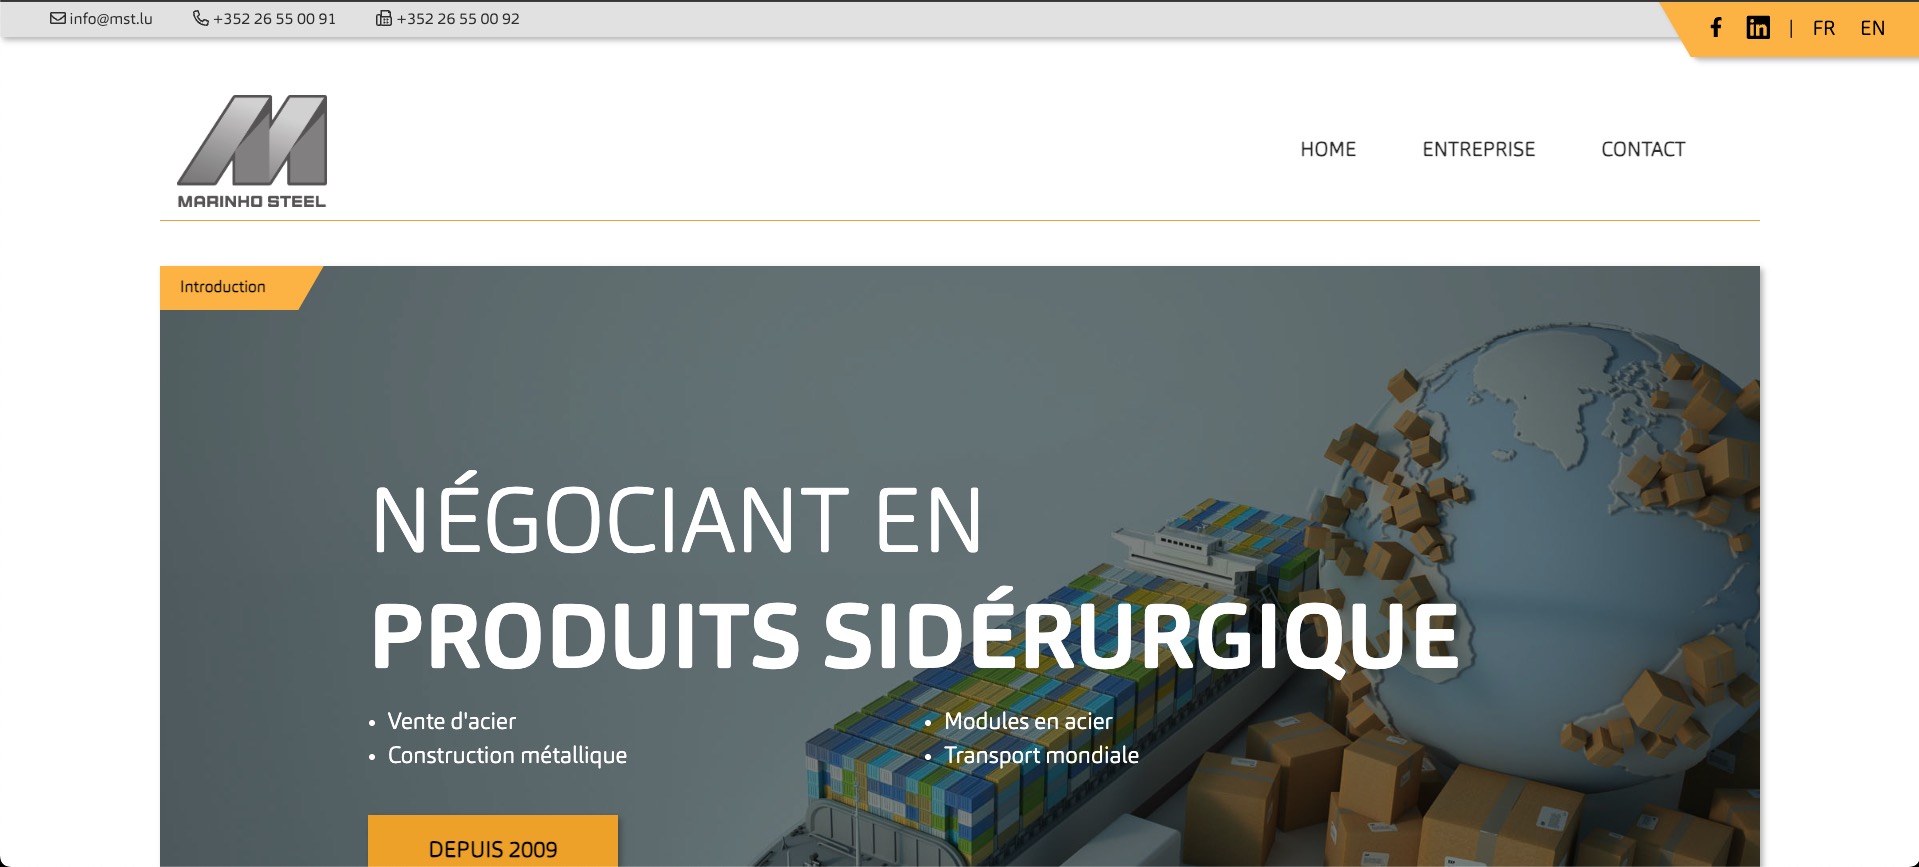 info@mst.lu +352 26 55 00 91 +352 26 55 00 92
f in | FR EN
MARINHO STEEL
HOME ENTREPRISE CONTACT
Introduction
NÉGOCIANT EN
PRODUITS SIDÉRURGIQUE
• Vente d'acier
• Construction métallique
• Modules en acier
• Transport mondiale
DEPUIS 2009